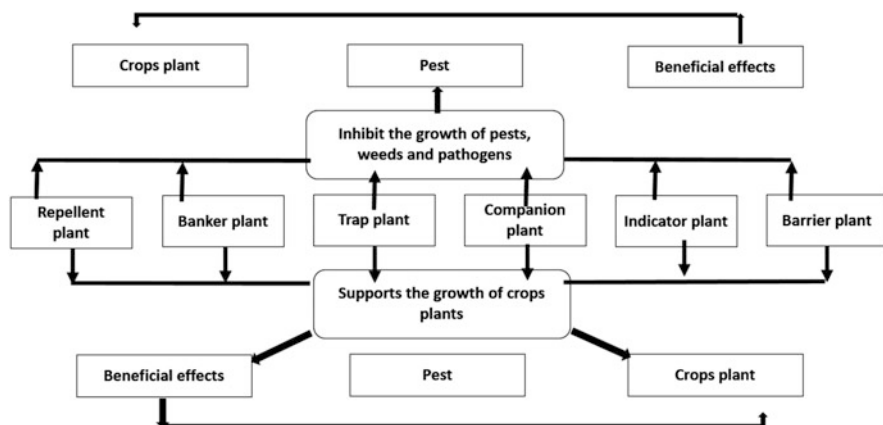 Crops plant
Pest
Beneficial effects
Inhibit the growth of pests,
weeds and pathogens
Repellent
plant
Banker plant
Trap plant
Companion
plant
Indicator plant
Barrier plant
Supports the growth of crops
plants
Beneficial effects
Pest
Crops plant